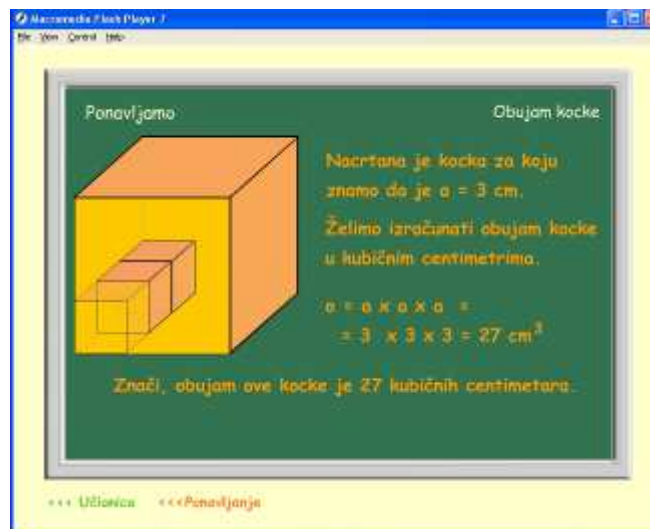 Macromedia Flash Player 7
File View Control Help
Ponavljamo
Obujam kocke
Nacrtana je kocka za koju
znamo da je a = 3 cm.
Želimo izračunati obujam kocke
u kubičnim centimetrima.
o = a x a x a =
= 3 x 3 x 3 = 27 cm³
Znači, obujam ove kocke je 27 kubičnih centimetara.
<<< Učionica <<<Ponavljanje